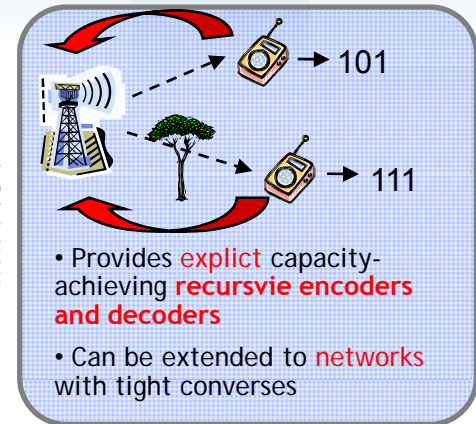 101
111
• Provides explict capacity-
achieving recursvie encoders
and decoders
• Can be extended to networks
with tight converses